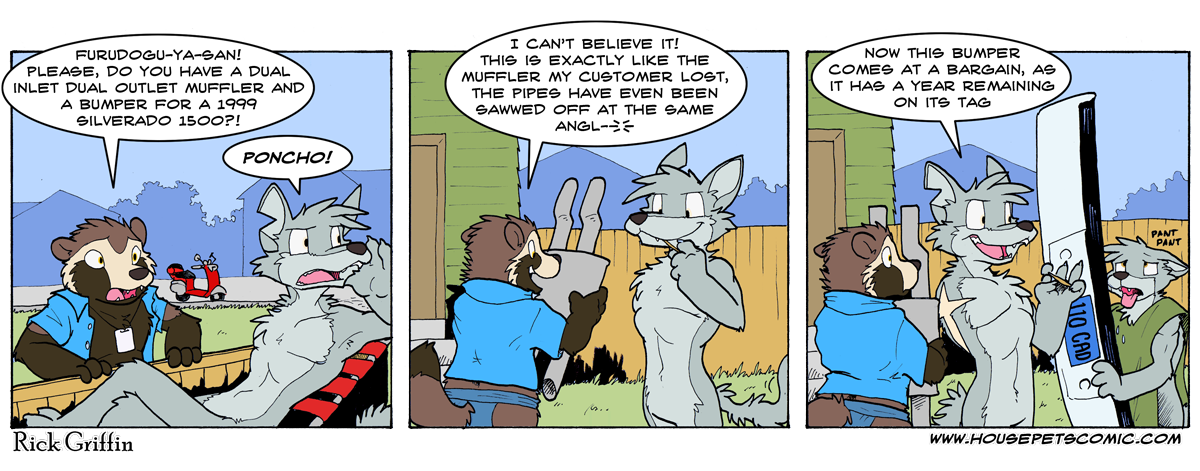 FURUDOGU-YA-SAN!
PLEASE, DO YOU HAVE A DUAL
INLET DUAL OUTLET MUFFLER AND
A BUMPER FOR A 1999
SILVERADO 1500?!
PONCHO!
I CAN'T BELIEVE IT!
THIS IS EXACTLY LIKE THE
MUFFLER MY CUSTOMER LOST,
THE PIPES HAVE EVEN BEEN
SAWWED OFF AT THE SAME
ANGL--
NOW THIS BUMPER
COMES AT A BARGAIN, AS
IT HAS A YEAR REMAINING
ON ITS TAG
PANT
PANT
110 CAD
Rick Griffin
WWW.HOUSEPETSCOMIC.COM